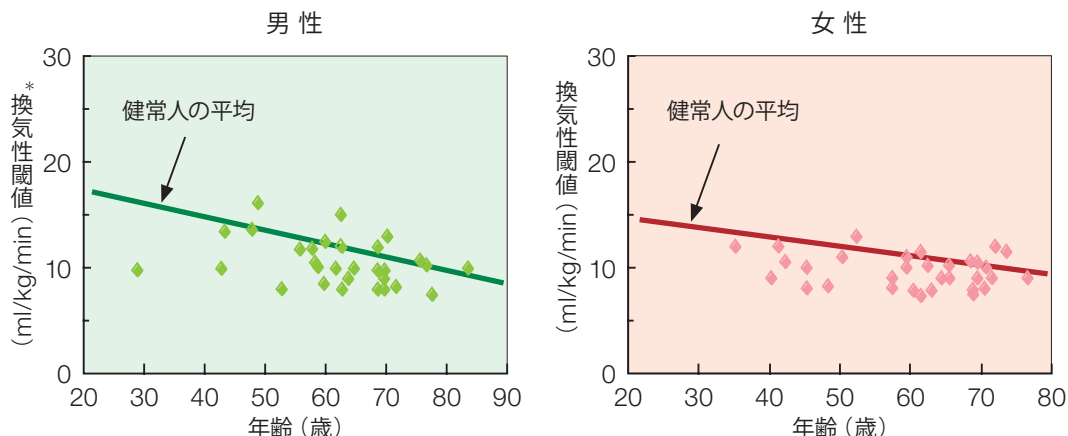 男 性
換気性閾値 (ml/kg/min)*
30
20
10
0
健常人の平均
20 30 40 50 60 70 80 90
年齢（歳）
女 性
換気性閾値 (ml/kg/min)
30
20
10
0
健常人の平均
20 30 40 50 60 70 80
年齢（歳）